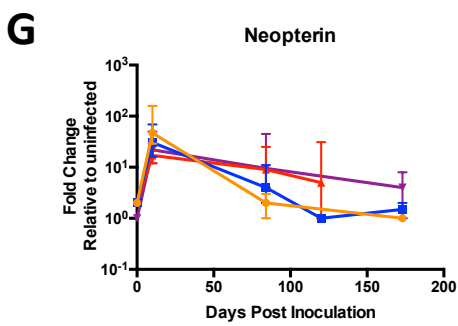 G
Neopterin
Fold Change
Relative to uninfected
10³
10²
10¹
10⁰
10⁻¹
0
50
100
150
200
Days Post Inoculation